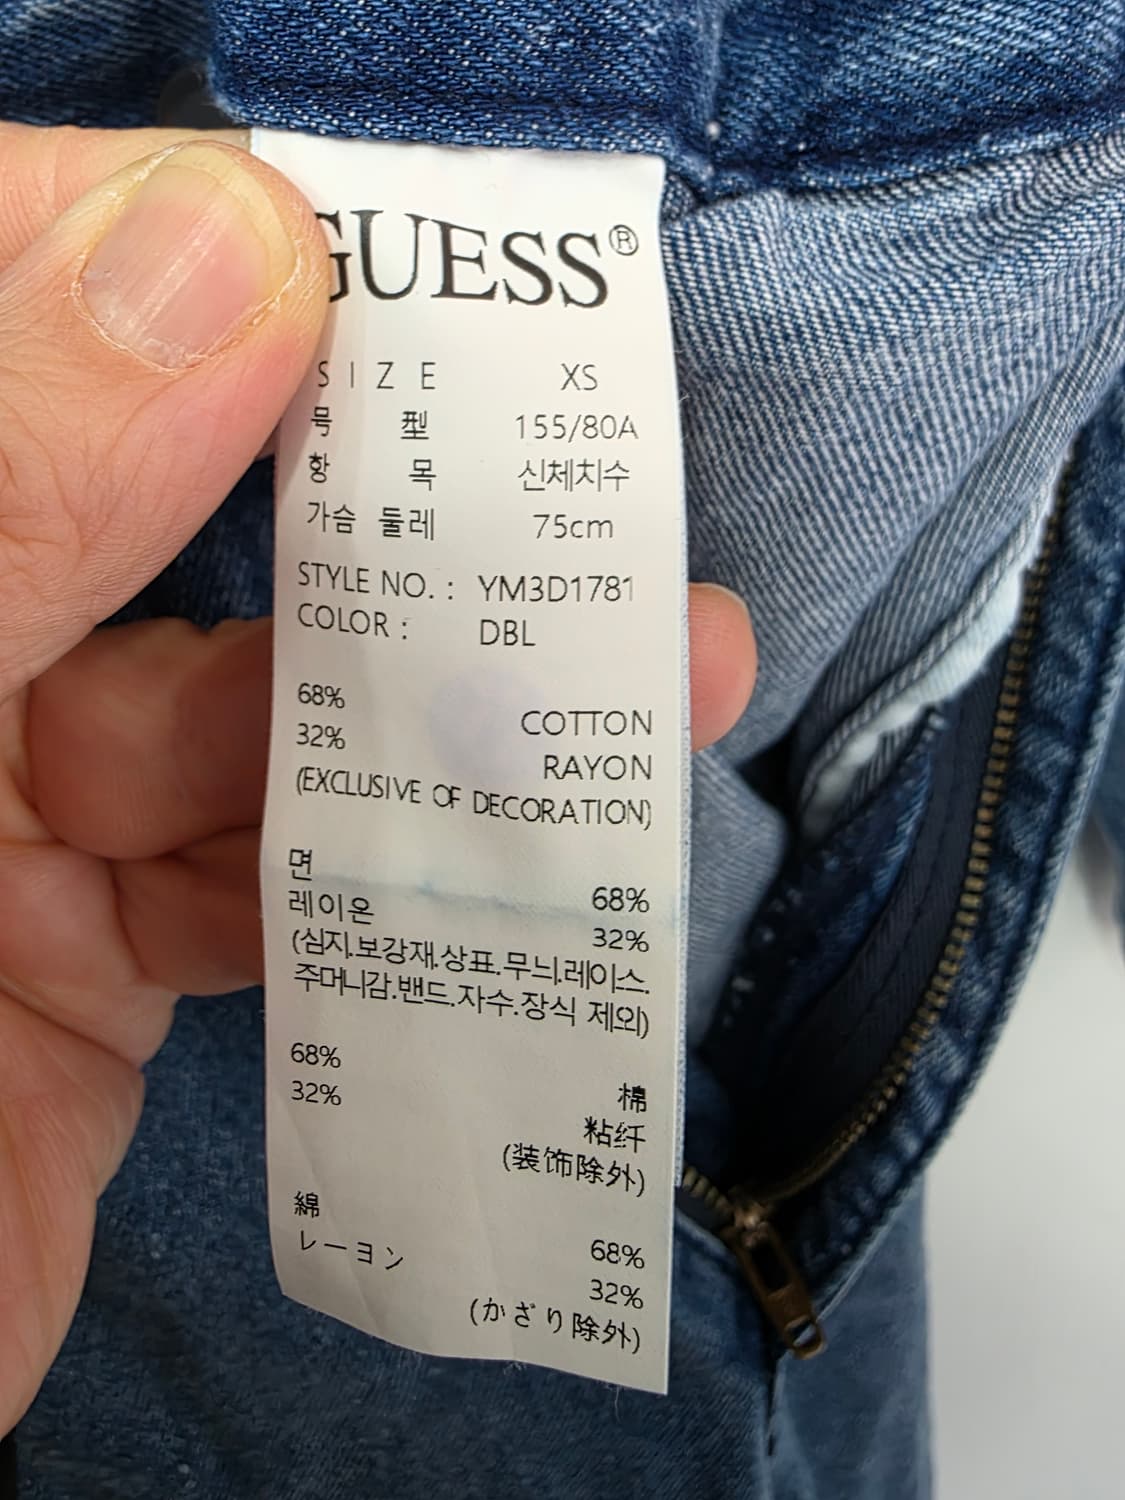 GUESS®
SIZE XS
号型 155/80A
항목 신체치수
가슴 둘레 75cm
STYLE NO. : YM3D1781
COLOR : DBL
68% COTTON
32% RAYON
(EXCLUSIVE OF DECORATION)
면 68%
레이온 32%
(심지.보강재.상표.무늬.레이스.
주머니감.밴드.자수.장식 제외)
68% 棉
32% 粘纤
(装饰除外)
綿 68%
レーヨン 32%
(かざり除外)